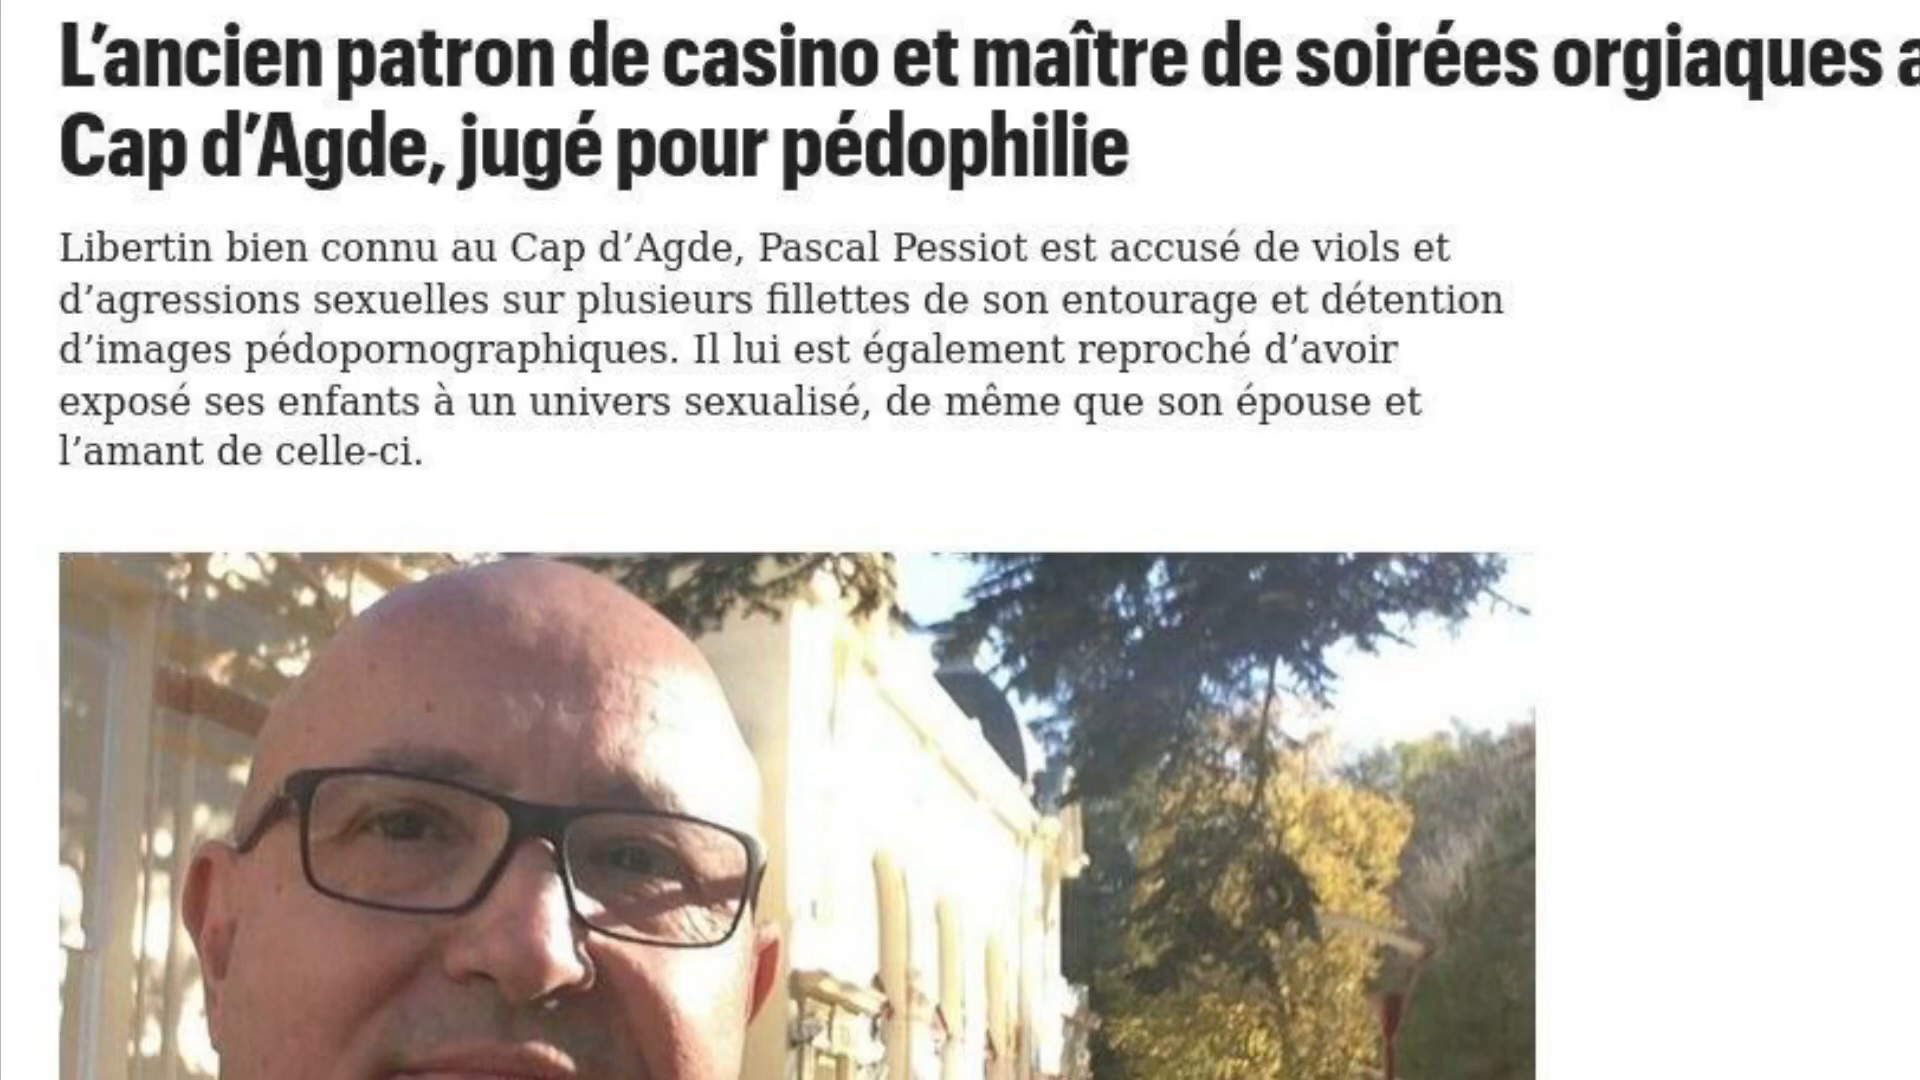 L’ancien patron de casino et maître de soirées orgiaques a
Cap d’Agde, jugé pour pédophilie
Libertin bien connu au Cap d’Agde, Pascal Pessiot est accusé de viols et
d’agressions sexuelles sur plusieurs fillettes de son entourage et détention
d’images pédopornographiques. Il lui est également reproché d’avoir
exposé ses enfants à un univers sexualisé, de même que son épouse et
l’amant de celle-ci.